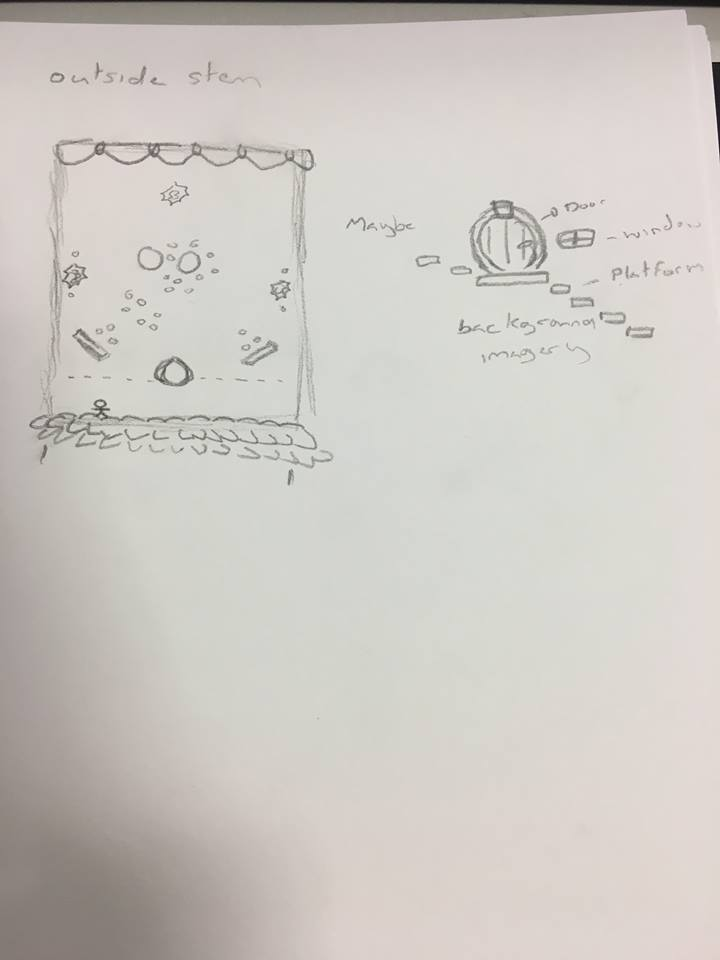 outside stem
Maybe
Door
window
Platform
background
imagery